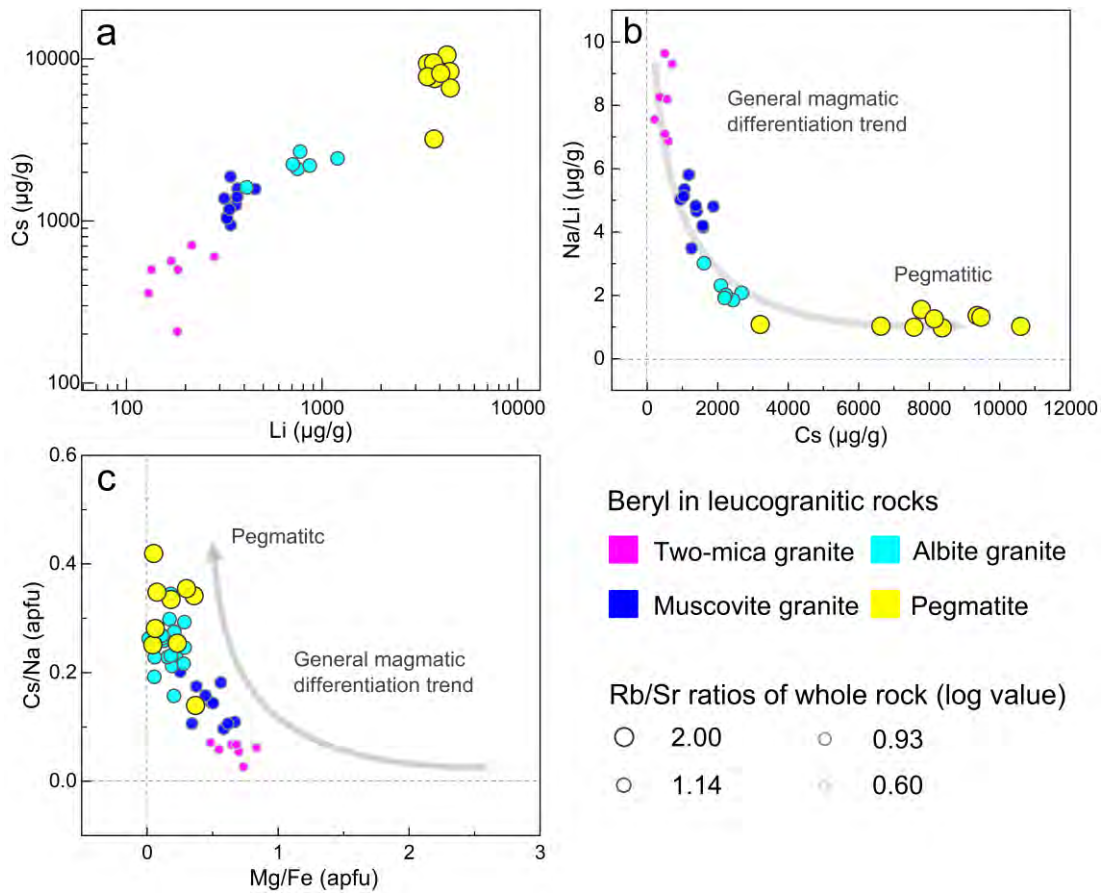 a
10000
1000
100
Cs (µg/g)
100
1000
10000
Li (µg/g)
b
10
8
6
4
2
0
Na/Li (µg/g)
General magmatic
differentiation trend
Pegmatitic
0
2000
4000
6000
8000
10000
12000
Cs (µg/g)
c
0.6
0.4
0.2
0.0
Cs/Na (apfu)
Pegmatitc
General magmatic
differentiation trend
0
1
2
3
Mg/Fe (apfu)
Beryl in leucogranitic rocks
Two-mica granite
Albite granite
Muscovite granite
Pegmatite
Rb/Sr ratios of whole rock (log value)
2.00
0.93
1.14
0.60